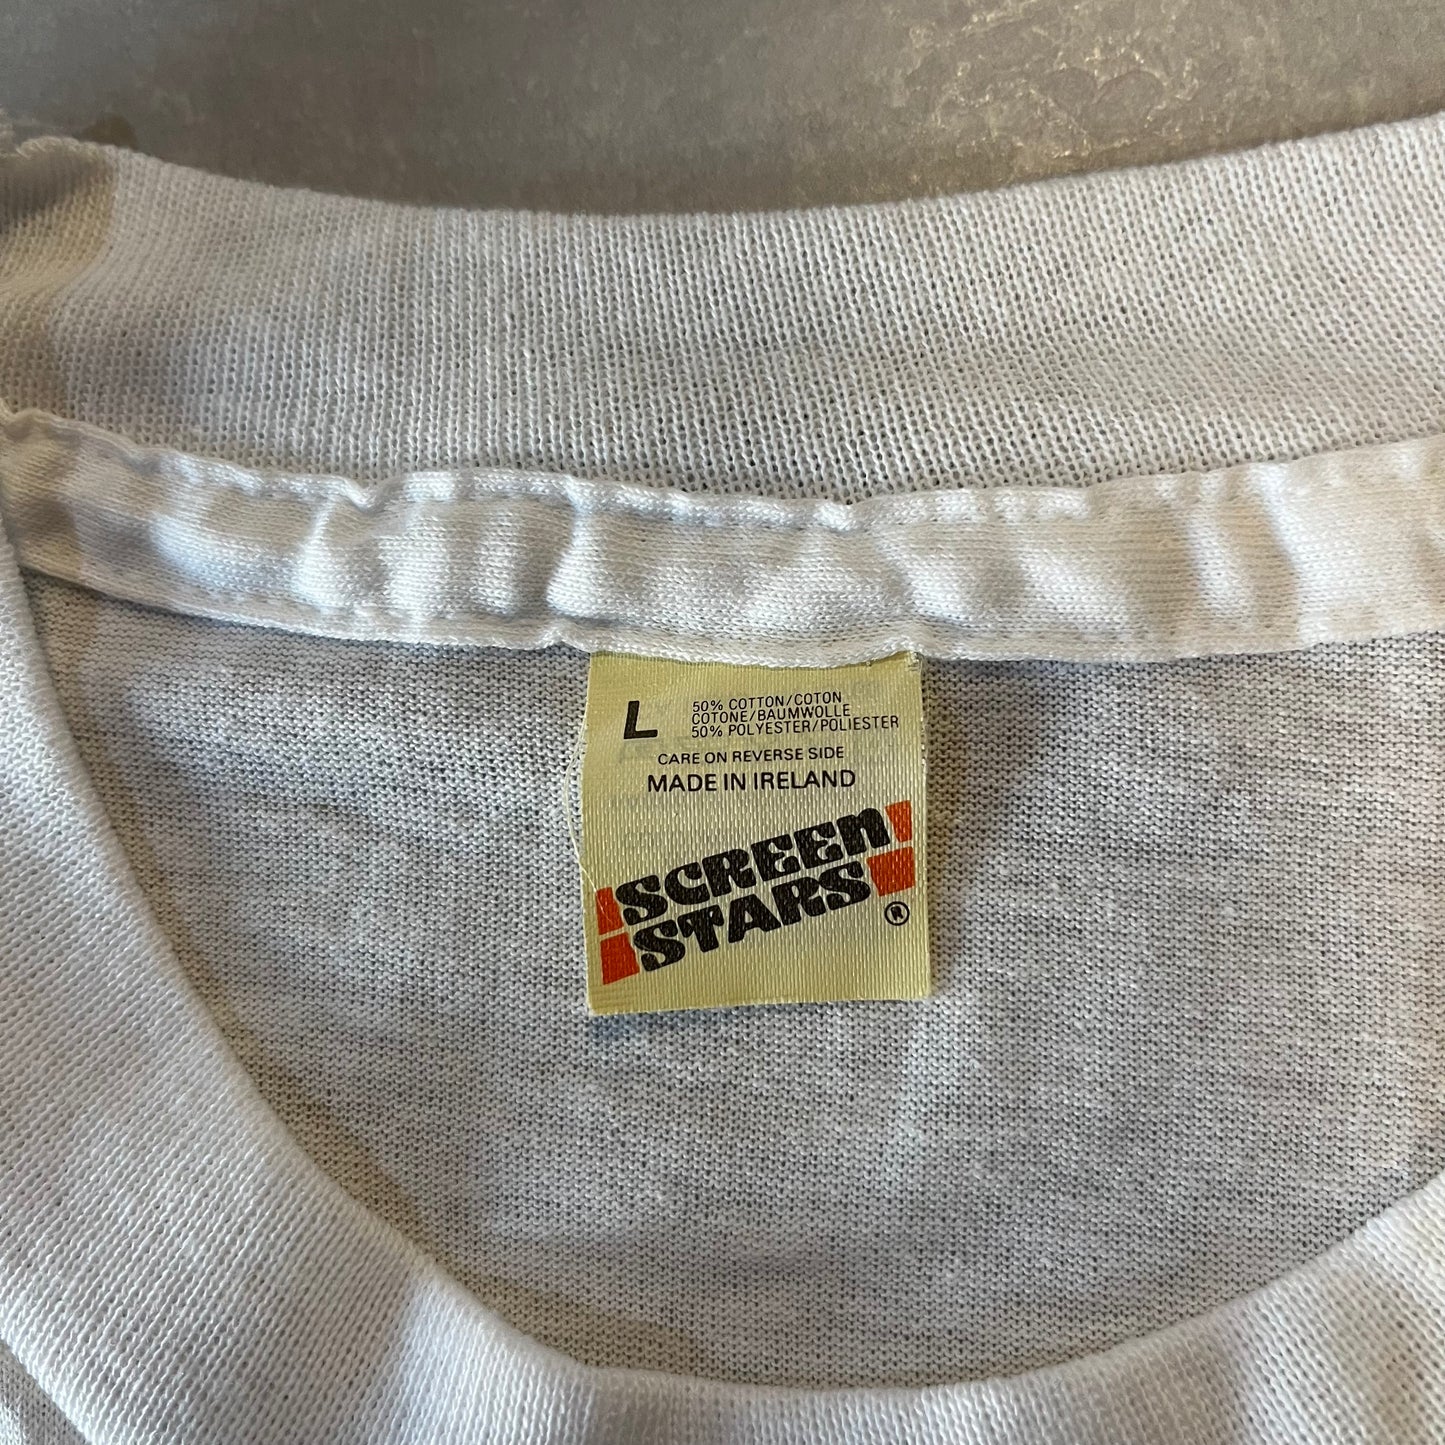 L
50% COTTON/COTON
COTONE/BAUMWOLLE
50% POLYESTER/POLIESTER
CARE ON REVERSE SIDE
MADE IN IRELAND
SCREEN
STARS
®